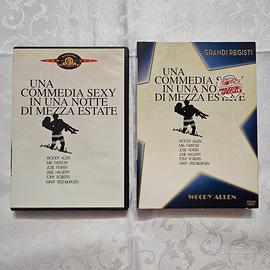 UNA
COMMEDIA SEXY
IN UNA NOTTE
DI MEZZA ESTATE
WOODY ALLEN
MIA FARROW
JOSE FERRER
JULIE HAGERTY
TONY ROBERTS
MARY STEENBURGEN
GRANDI REGISTI
UNA
COMMEDIA
IN UNA NO
DI MEZZA ESTATE
WOODY ALLEN
MIA FARROW
JOSE FERRER
JULIE HAGERTY
TONY ROBERTS
MARY STEENBURGEN
WOODY ALLEN
DVD